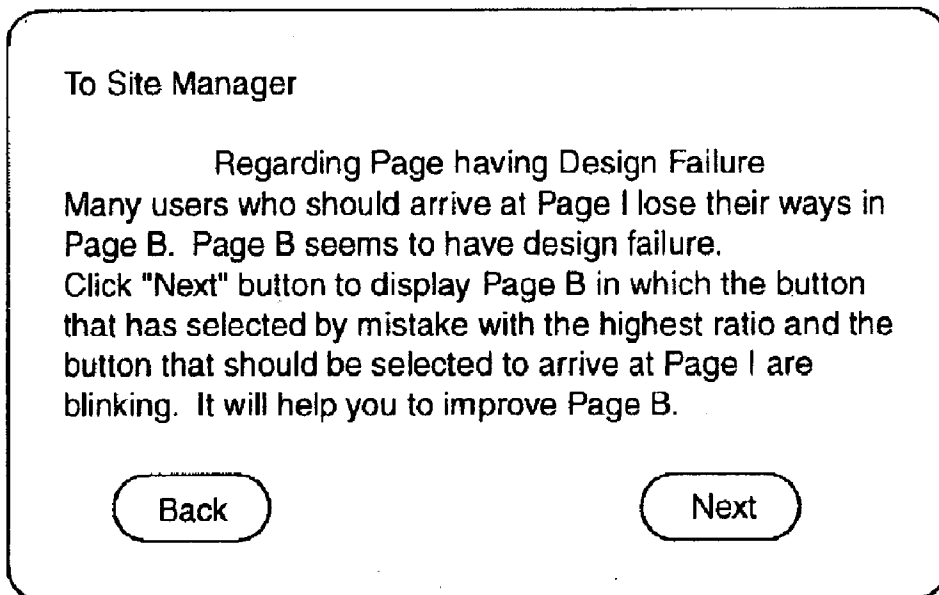 To Site Manager
Regarding Page having Design Failure
Many users who should arrive at Page I lose their ways in
Page B. Page B seems to have design failure.
Click "Next" button to display Page B in which the button
that has selected by mistake with the highest ratio and the
button that should be selected to arrive at Page I are
blinking. It will help you to improve Page B.
Back
Next